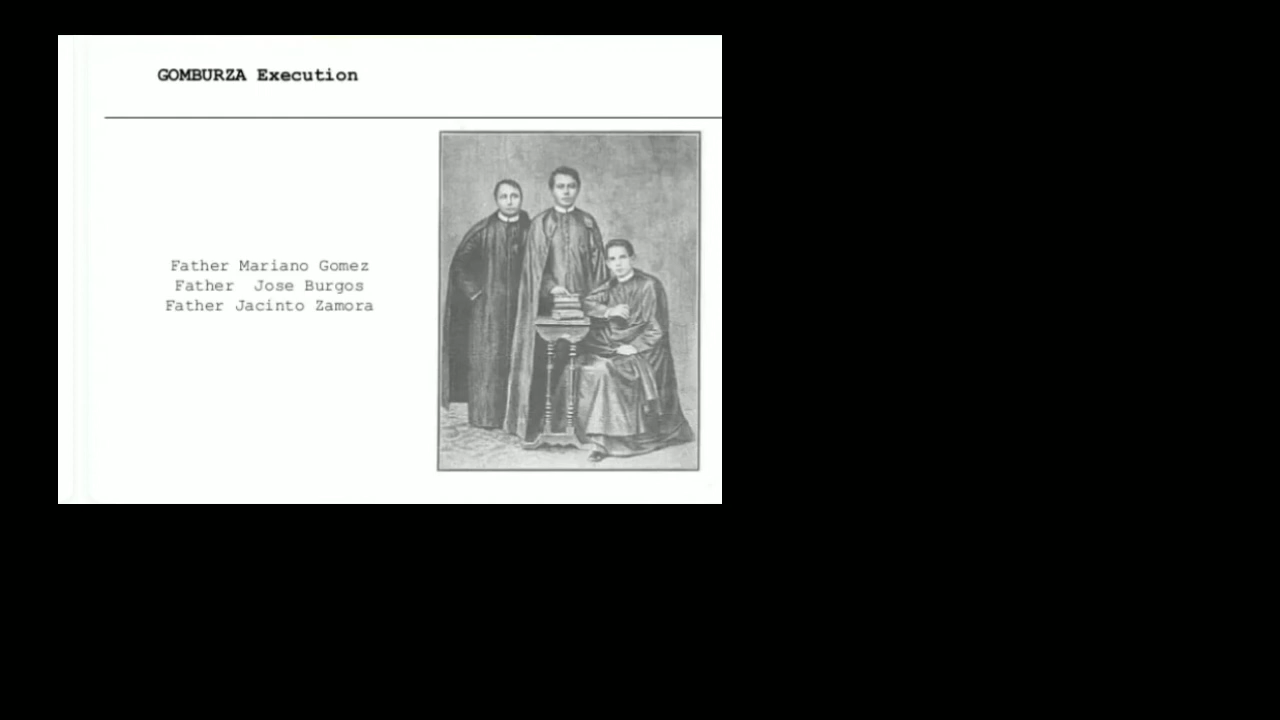 GOMBURZA Execution
Father Mariano Gomez
Father  Jose Burgos
Father Jacinto Zamora